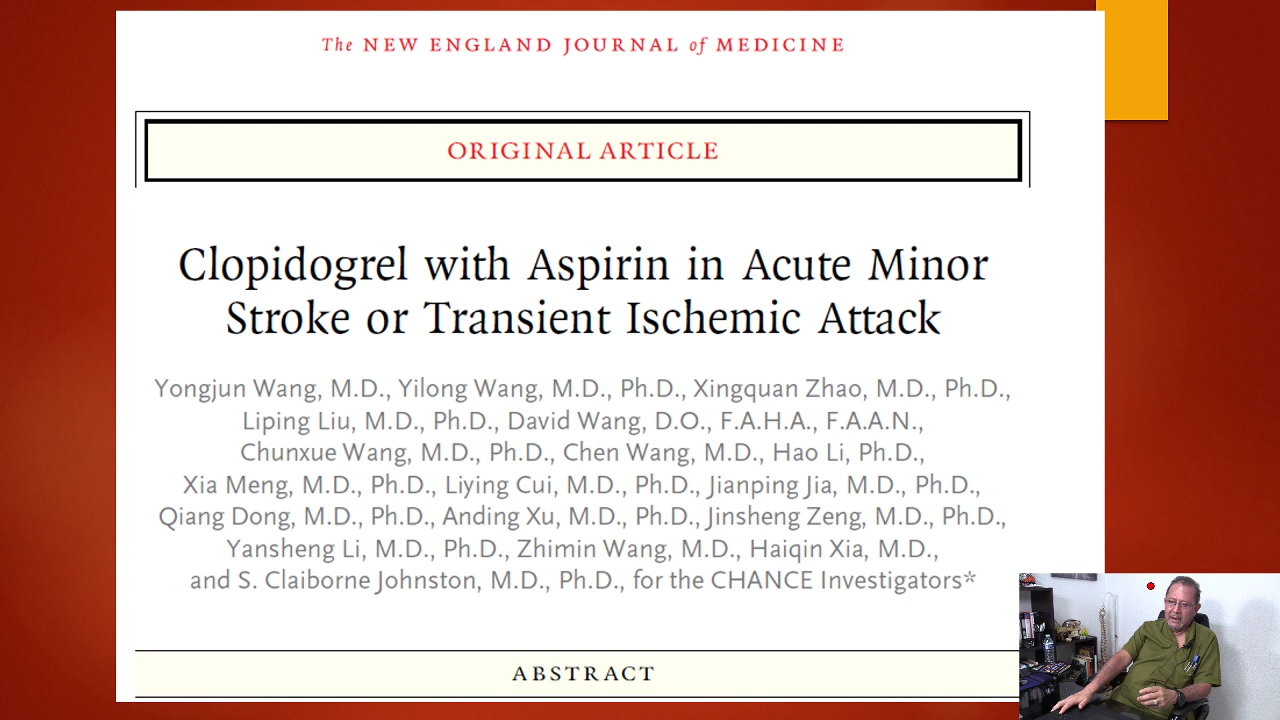 The NEW ENGLAND JOURNAL of MEDICINE
ORIGINAL ARTICLE
Clopidogrel with Aspirin in Acute Minor
Stroke or Transient Ischemic Attack
Yongjun Wang, M.D., Yilong Wang, M.D., Ph.D., Xingquan Zhao, M.D., Ph.D.,
Liping Liu, M.D., Ph.D., David Wang, D.O., F.A.H.A., F.A.A.N.,
Chunxue Wang, M.D., Ph.D., Chen Wang, M.D., Hao Li, Ph.D.,
Xia Meng, M.D., Ph.D., Liying Cui, M.D., Ph.D., Jianping Jia, M.D., Ph.D.,
Qiang Dong, M.D., Ph.D., Anding Xu, M.D., Ph.D., Jinsheng Zeng, M.D., Ph.D.,
Yansheng Li, M.D., Ph.D., Zhimin Wang, M.D., Haiqin Xia, M.D.,
and S. Claiborne Johnston, M.D., Ph.D., for the CHANCE Investigators*
ABSTRACT